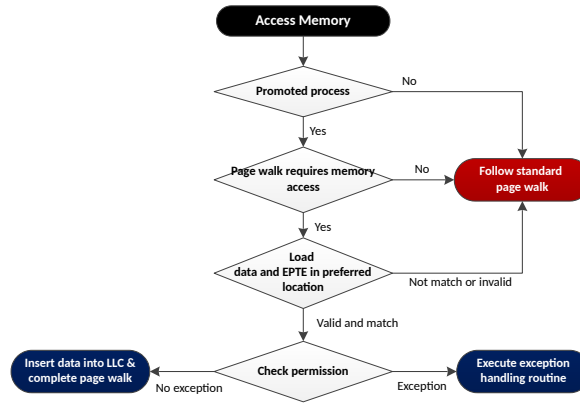 Access Memory
Promoted process
No
Yes
Page walk requires memory
access
No
Follow standard
page walk
Yes
Load
data and EPTE in preferred
location
Not match or invalid
Valid and match
Insert data into LLC &
complete page walk
No exception
Check permission
Exception
Execute exception
handling routine